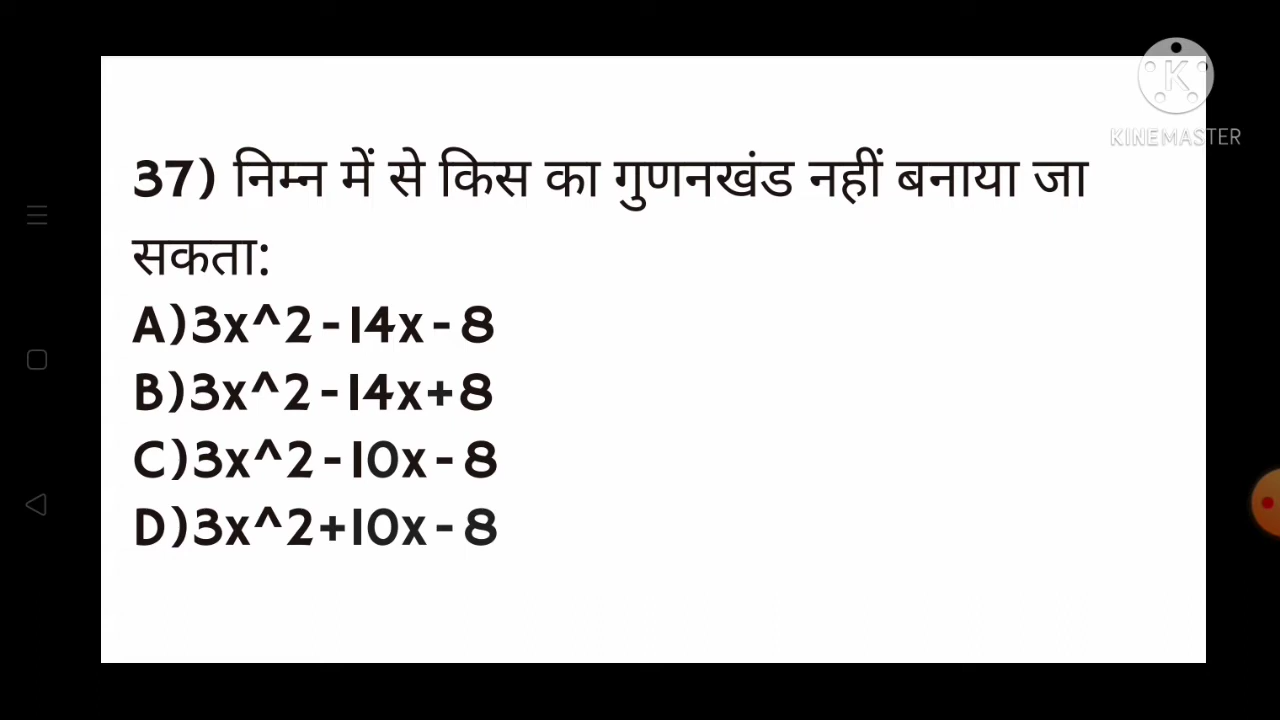 37) निम्न में से किस का गुणनखंड नहीं बनाया जा
सकता:
A)3x^2-14x-8
B)3x^2-14x+8
C)3x^2-10x-8
D)3x^2+10x-8
K
KINEMASTER